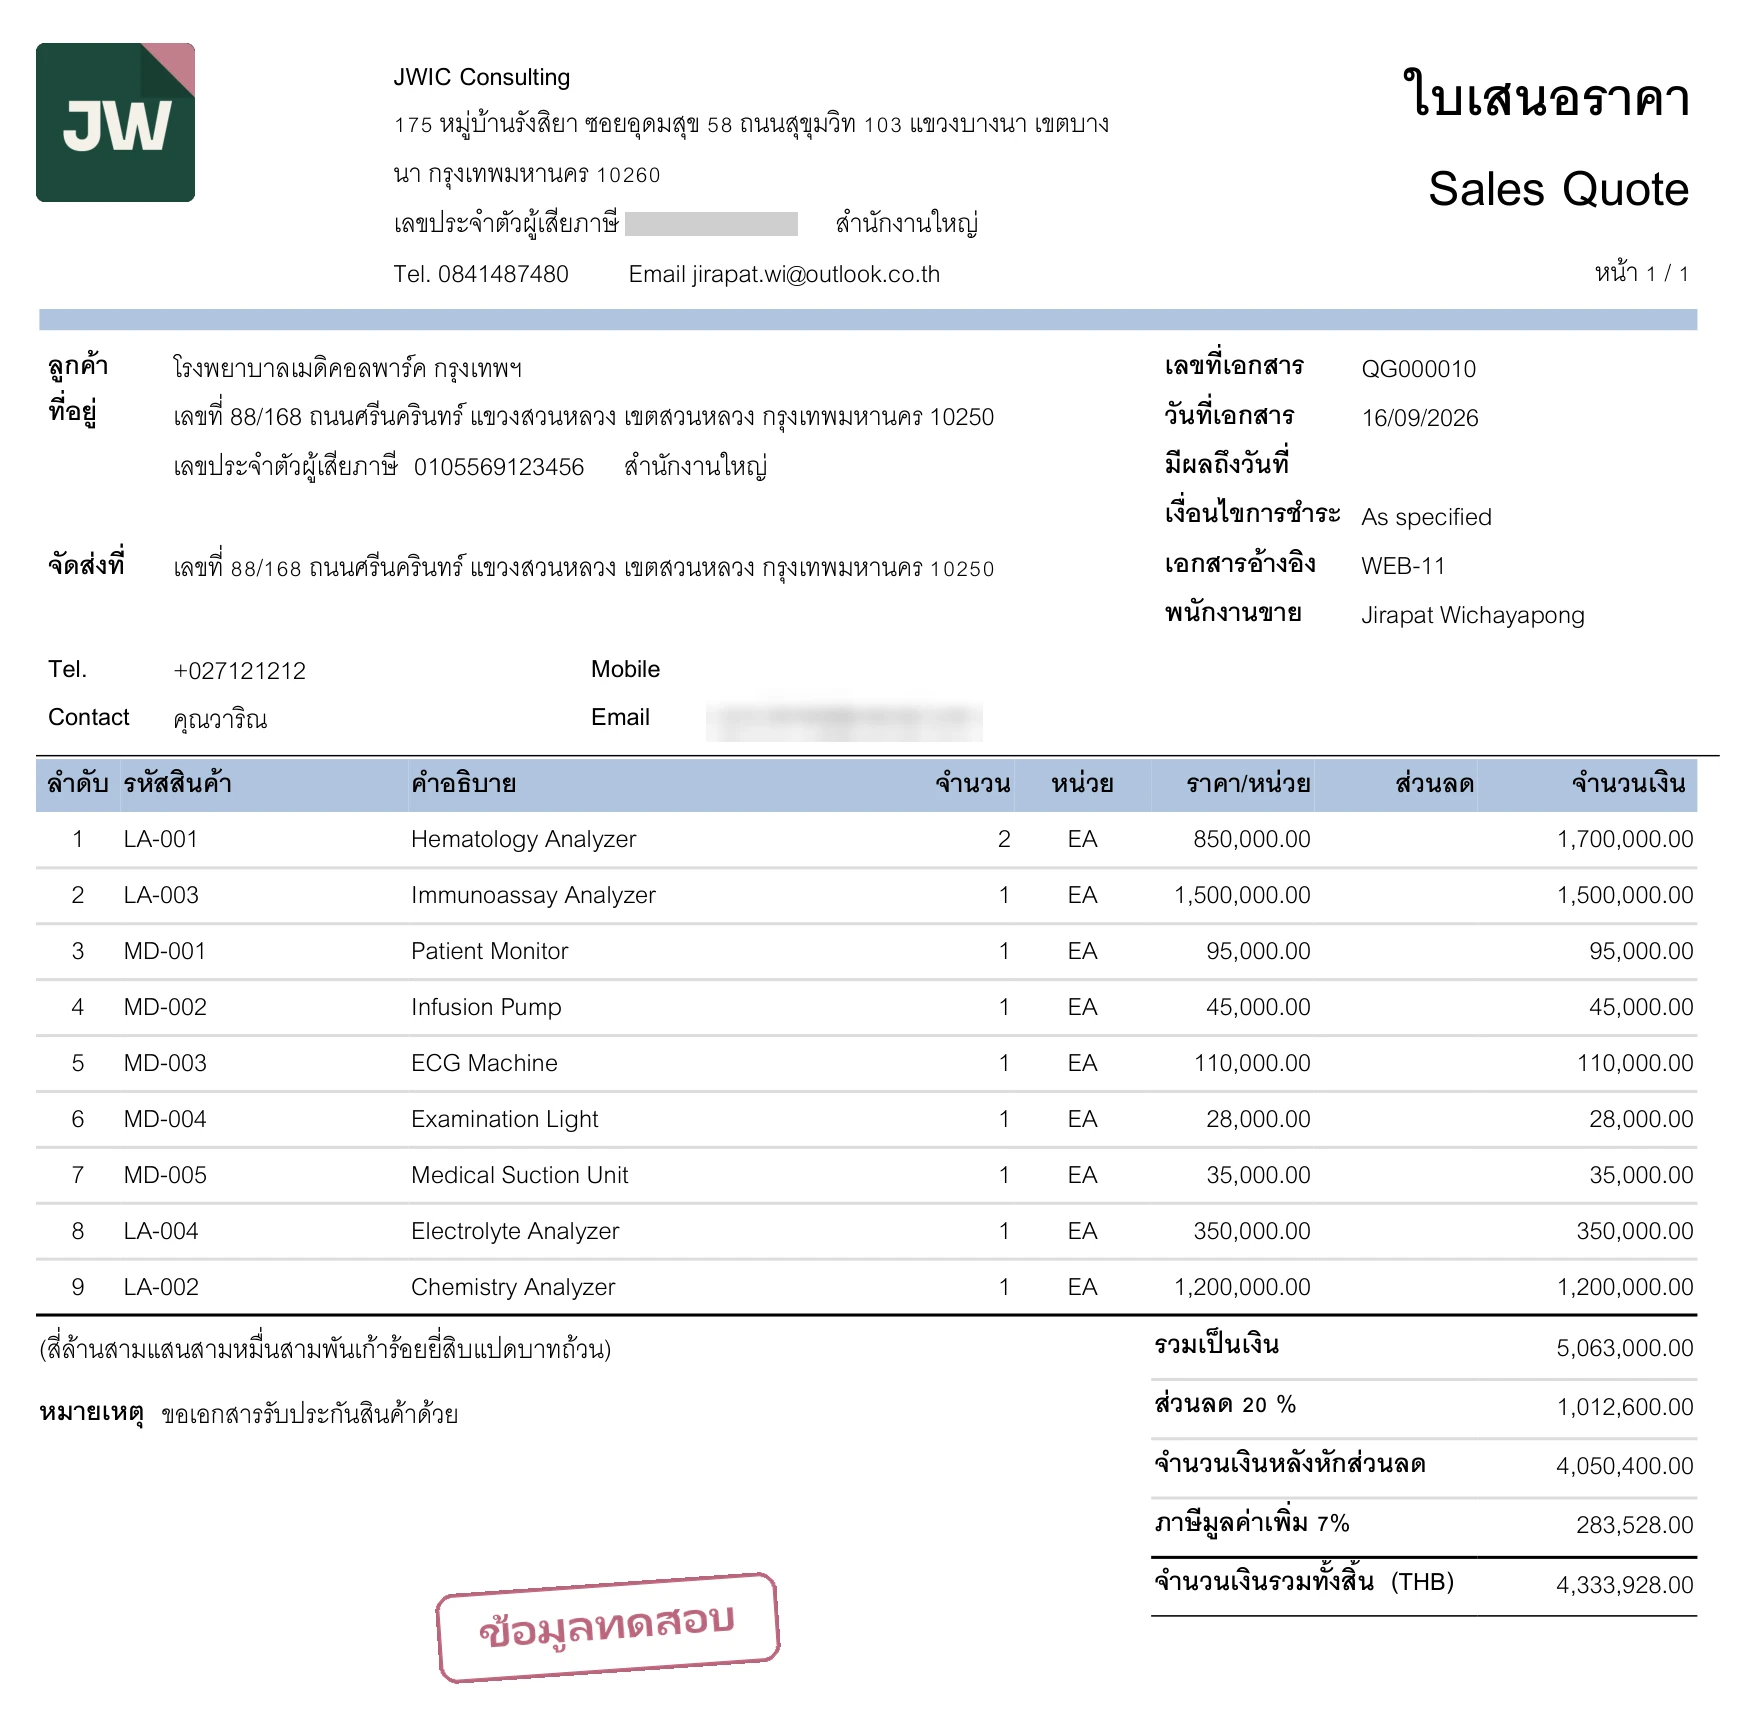 JW
JWIC Consulting
175 หมู่บ้านรังสิยา ซอยอุดมสุข 58 ถนนสุขุมวิท 103 แขวงบางนา เขตบาง
นา กรุงเทพมหานคร 10260
เลขประจำตัวผู้เสียภาษี สำนักงานใหญ่
Tel. 0841487480 Email jirapat.wi@outlook.co.th
ใบเสนอราคา
Sales Quote
หน้า 1 / 1
ลูกค้า โรงพยาบาลเมดิคอลพาร์ค กรุงเทพฯ
ที่อยู่ เลขที่ 88/168 ถนนศรีนครินทร์ แขวงสวนหลวง เขตสวนหลวง กรุงเทพมหานคร 10250
เลขประจำตัวผู้เสียภาษี 0105569123456 สำนักงานใหญ่
จัดส่งที่ เลขที่ 88/168 ถนนศรีนครินทร์ แขวงสวนหลวง เขตสวนหลวง กรุงเทพมหานคร 10250
เลขที่เอกสาร QG000010
วันที่เอกสาร 16/09/2026
มีผลถึงวันที่
เงื่อนไขการชำระ As specified
เอกสารอ้างอิง WEB-11
พนักงานขาย Jirapat Wichayapong
Tel. +027121212 Mobile
Contact คุณวาริณ Email
ลำดับ รหัสสินค้า คำอธิบาย จำนวน หน่วย ราคา/หน่วย ส่วนลด จำนวนเงิน
1 LA-001 Hematology Analyzer 2 EA 850,000.00 1,700,000.00
2 LA-003 Immunoassay Analyzer 1 EA 1,500,000.00 1,500,000.00
3 MD-001 Patient Monitor 1 EA 95,000.00 95,000.00
4 MD-002 Infusion Pump 1 EA 45,000.00 45,000.00
5 MD-003 ECG Machine 1 EA 110,000.00 110,000.00
6 MD-004 Examination Light 1 EA 28,000.00 28,000.00
7 MD-005 Medical Suction Unit 1 EA 35,000.00 35,000.00
8 LA-004 Electrolyte Analyzer 1 EA 350,000.00 350,000.00
9 LA-002 Chemistry Analyzer 1 EA 1,200,000.00 1,200,000.00
(สี่ล้านสามแสนสามหมื่นสามพันเก้าร้อยยี่สิบแปดบาทถ้วน)
หมายเหตุ ขอเอกสารรับประกันสินค้าด้วย
รวมเป็นเงิน 5,063,000.00
ส่วนลด 20 % 1,012,600.00
จำนวนเงินหลังหักส่วนลด 4,050,400.00
ภาษีมูลค่าเพิ่ม 7% 283,528.00
จำนวนเงินรวมทั้งสิ้น (THB) 4,333,928.00
ข้อมูลทดสอบ